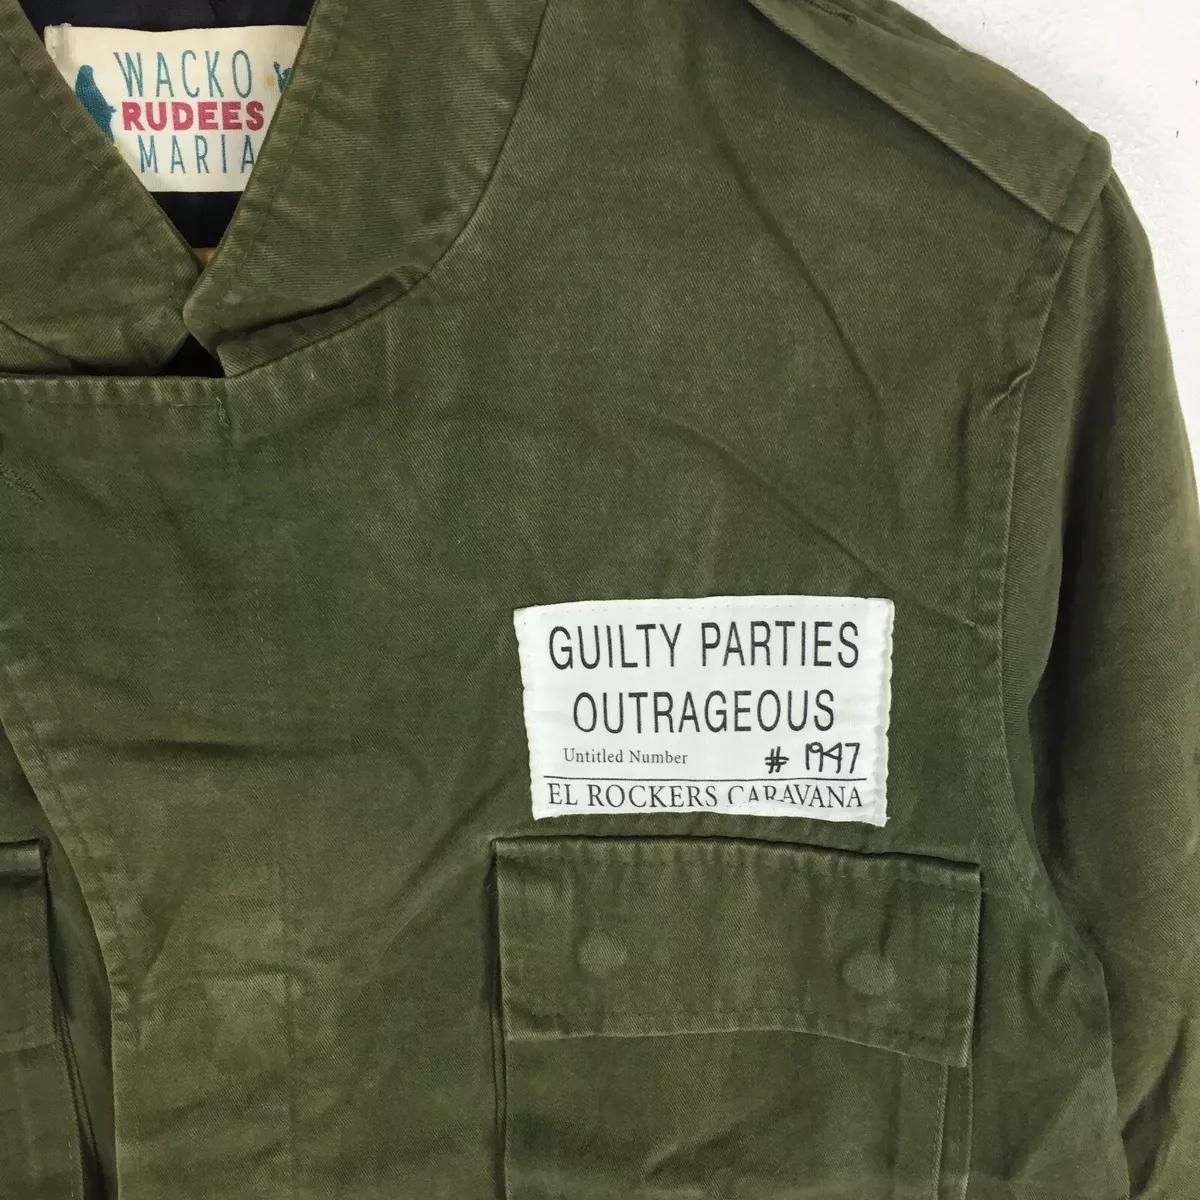 WACKO
RUDEES
MARIA
GUILTY PARTIES
OUTRAGEOUS
Untitled Number # 1947
EL ROCKERS CARAVANA